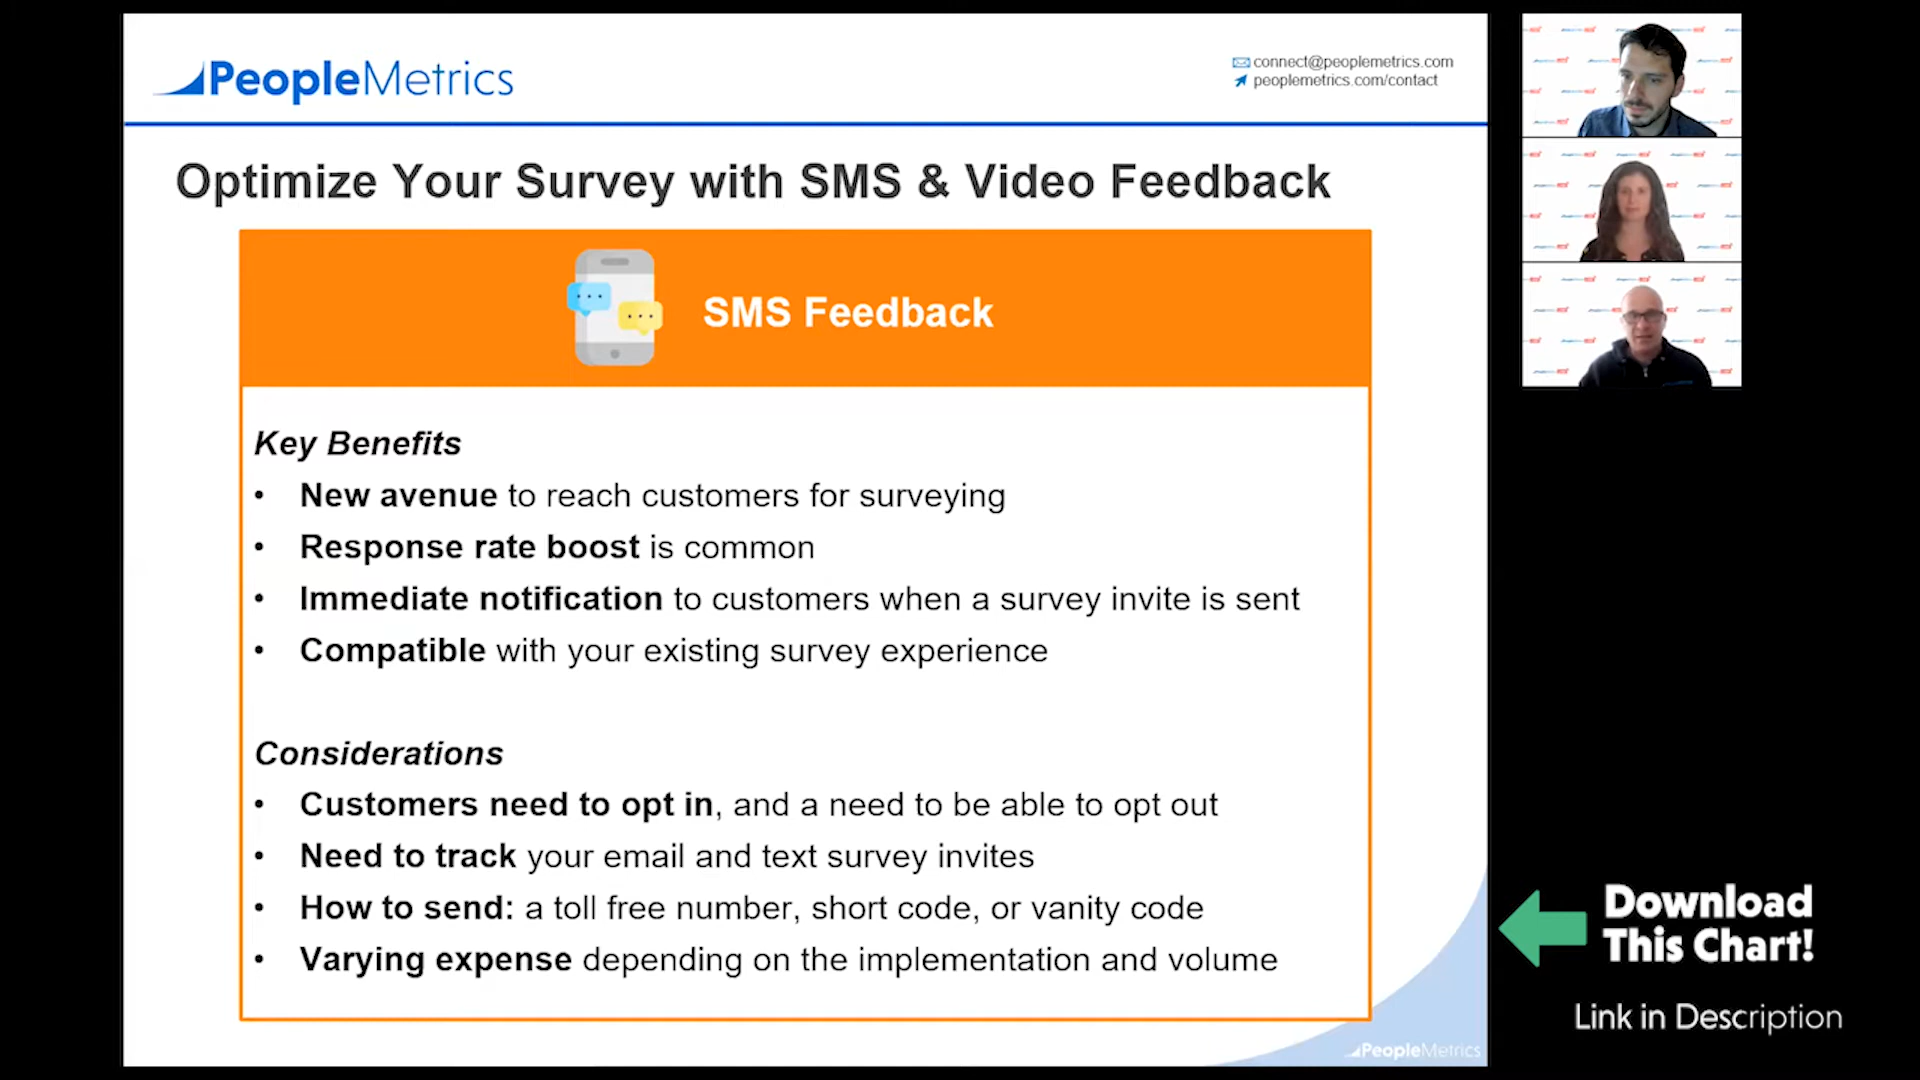 PeopleMetrics
connect@peoplemetrics.com
peoplemetrics.com/contact
Optimize Your Survey with SMS & Video Feedback
SMS Feedback
Key Benefits
• New avenue to reach customers for surveying
• Response rate boost is common
• Immediate notification to customers when a survey invite is sent
• Compatible with your existing survey experience
Considerations
• Customers need to opt in, and a need to be able to opt out
• Need to track your email and text survey invites
• How to send: a toll free number, short code, or vanity code
• Varying expense depending on the implementation and volume
PeopleMetrics
Download
This Chart!
Link in Description